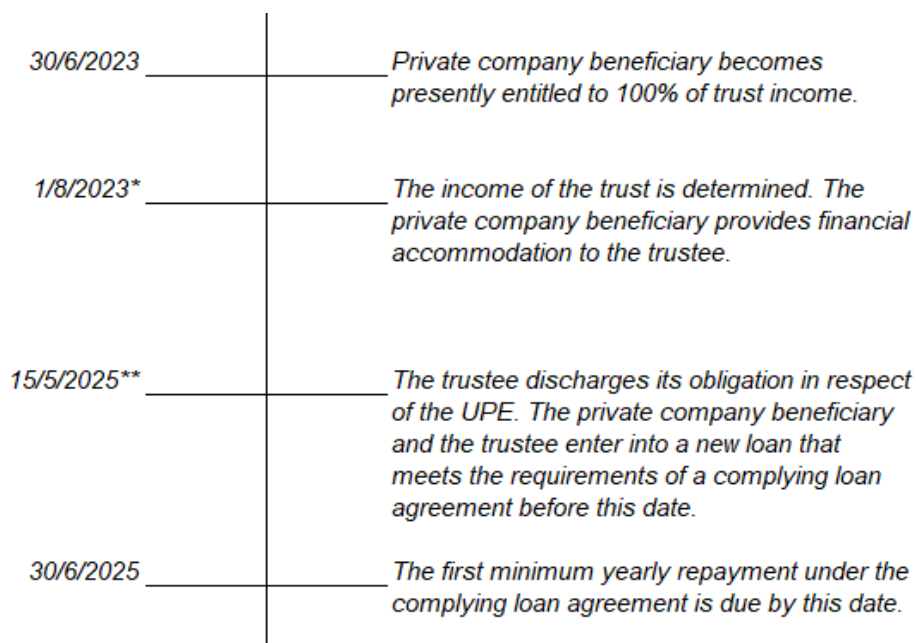 30/6/2023 Private company beneficiary becomes
presently entitled to 100% of trust income.
1/8/2023* The income of the trust is determined. The
private company beneficiary provides financial
accommodation to the trustee.
15/5/2025** The trustee discharges its obligation in respect
of the UPE. The private company beneficiary
and the trustee enter into a new loan that
meets the requirements of a complying loan
agreement before this date.
30/6/2025 The first minimum yearly repayment under the
complying loan agreement is due by this date.